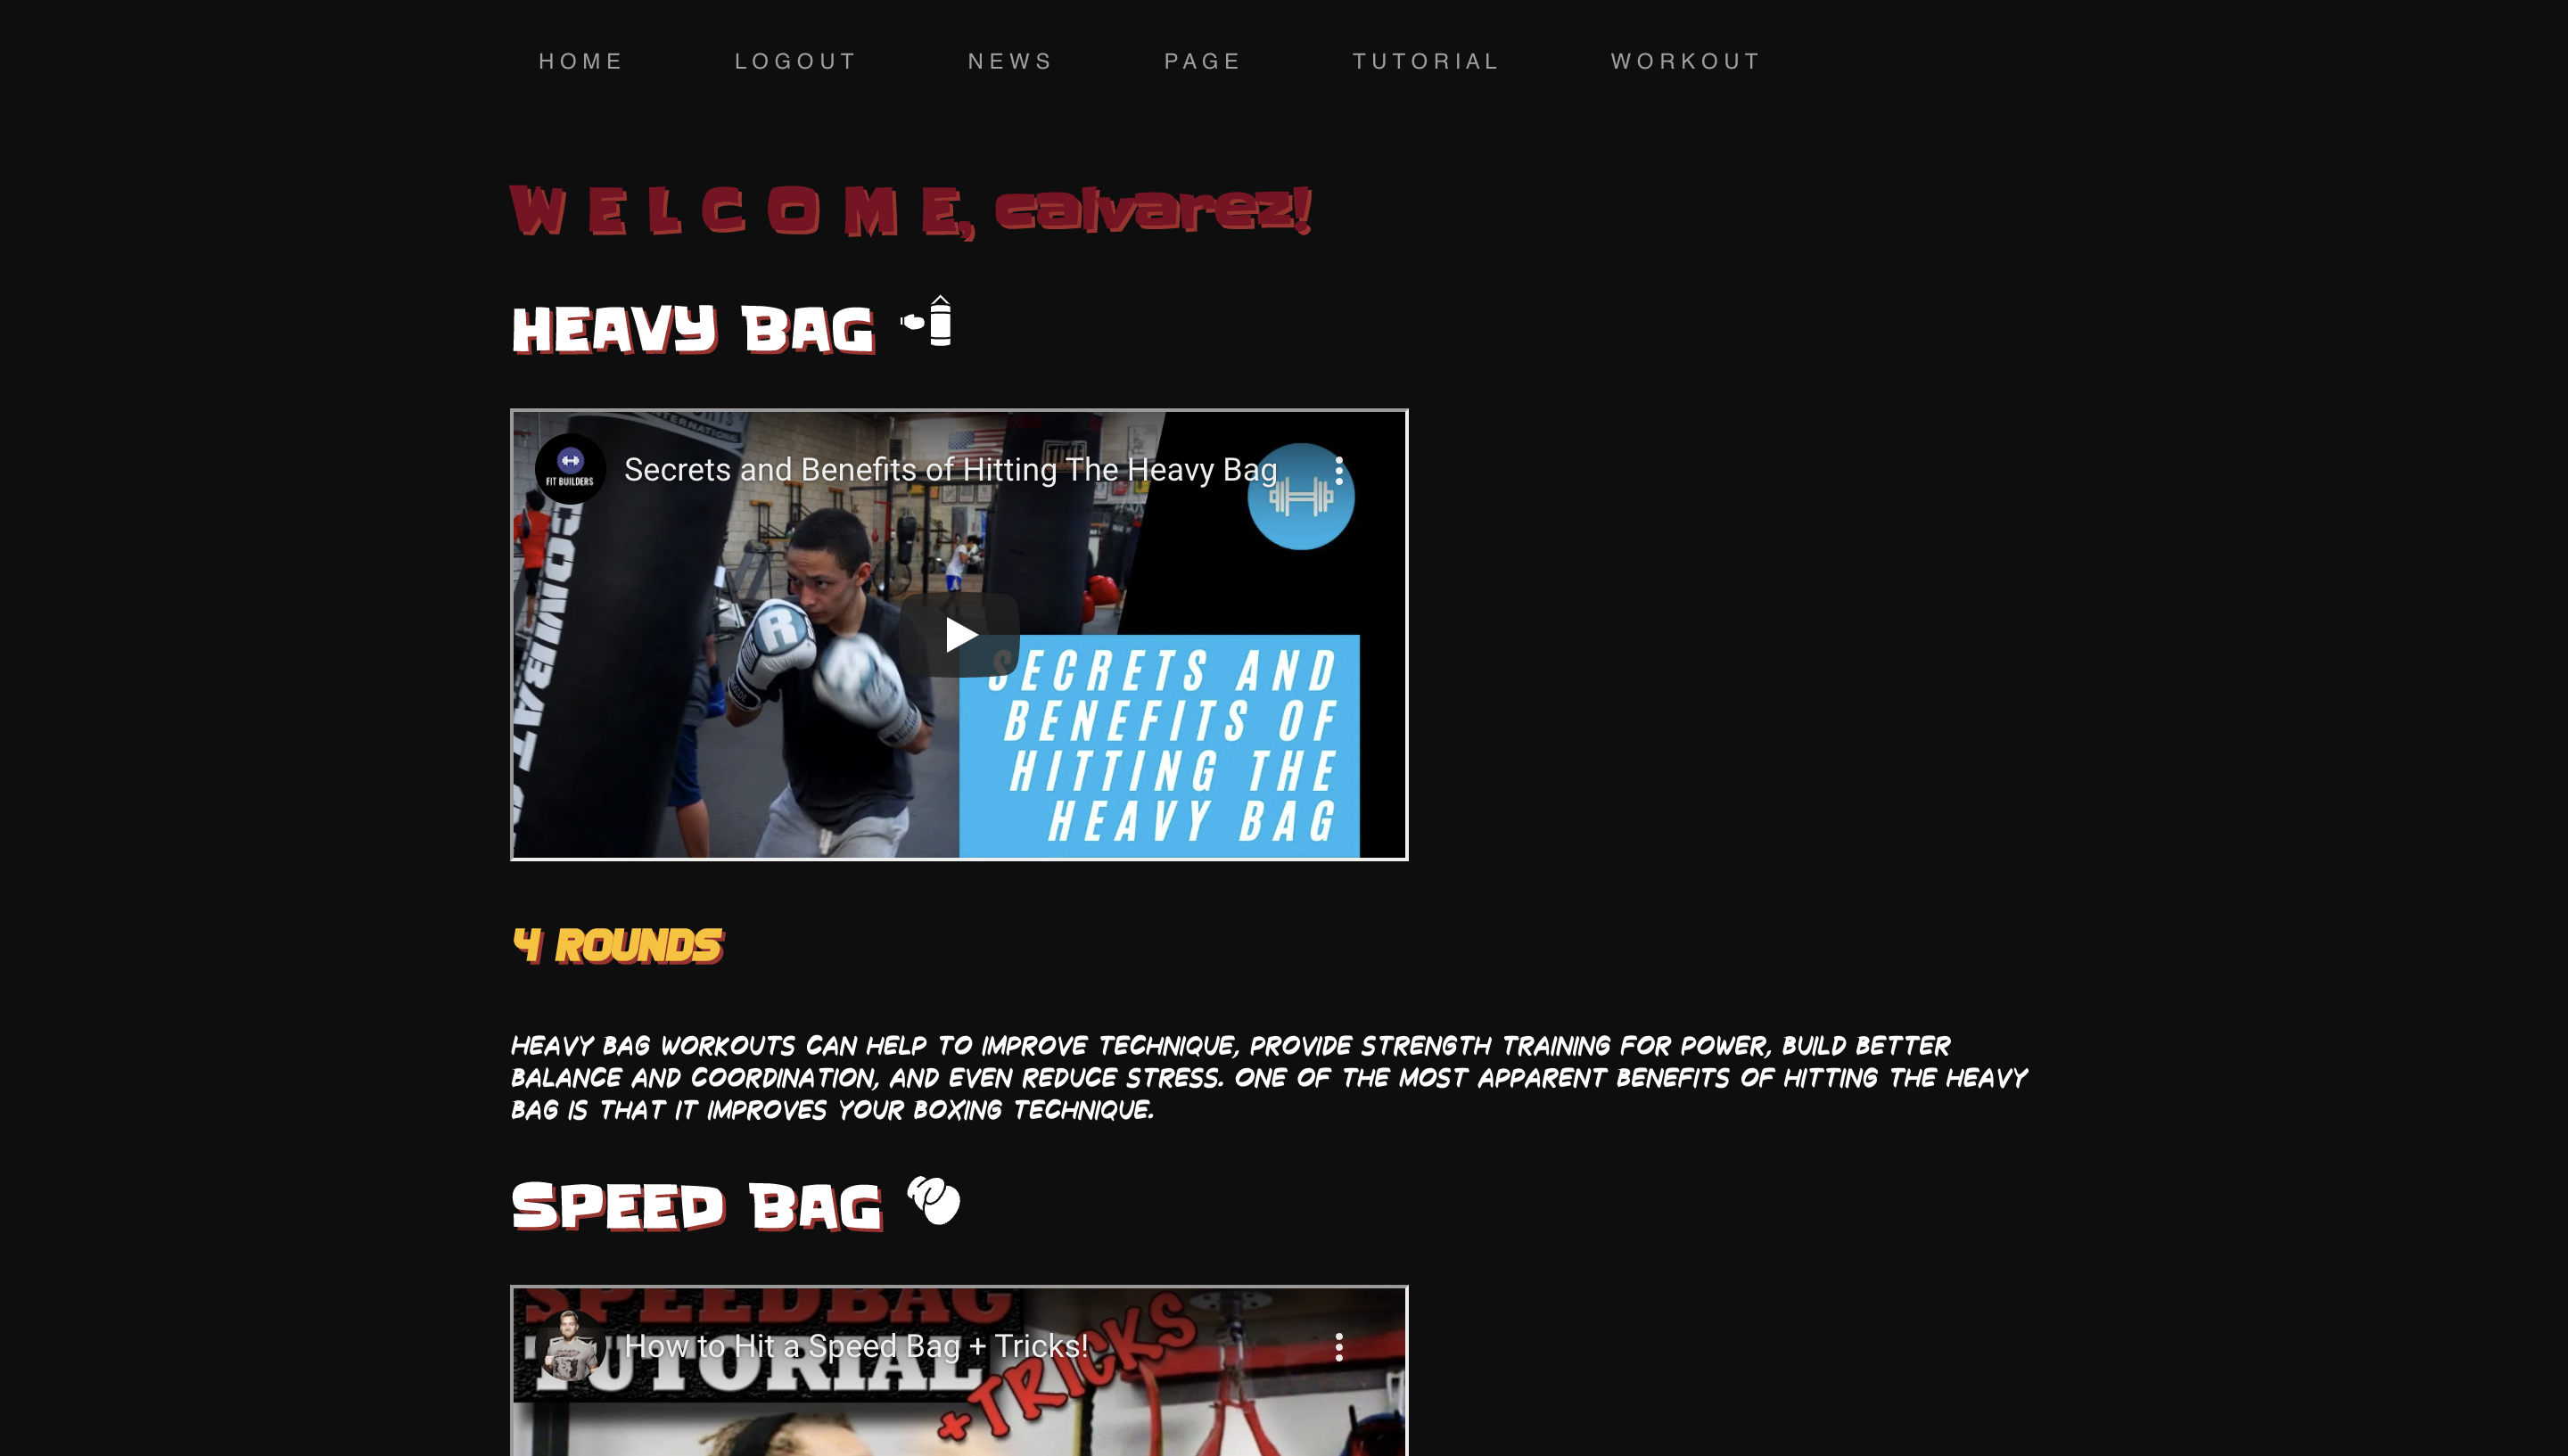 HOME LOGOUT NEWS PAGE TUTORIAL WORKOUT
W E L C O M E, calvarez!
HEAVY BAG
FIT BUILDERS
Secrets and Benefits of Hitting The Heavy Bag
ERNATIONAL
TITLE
COMBAT
R
SECRETS AND
BENEFITS OF
HITTING THE
HEAVY BAG
4 ROUNDS
HEAVY BAG WORKOUTS CAN HELP TO IMPROVE TECHNIQUE, PROVIDE STRENGTH TRAINING FOR POWER, BUILD BETTER
BALANCE AND COORDINATION, AND EVEN REDUCE STRESS. ONE OF THE MOST APPARENT BENEFITS OF HITTING THE HEAVY
BAG IS THAT IT IMPROVES YOUR BOXING TECHNIQUE.
SPEED BAG
SPEEDBAG
How to Hit a Speed Bag + Tricks!
TUTORIAL
+TRICKS